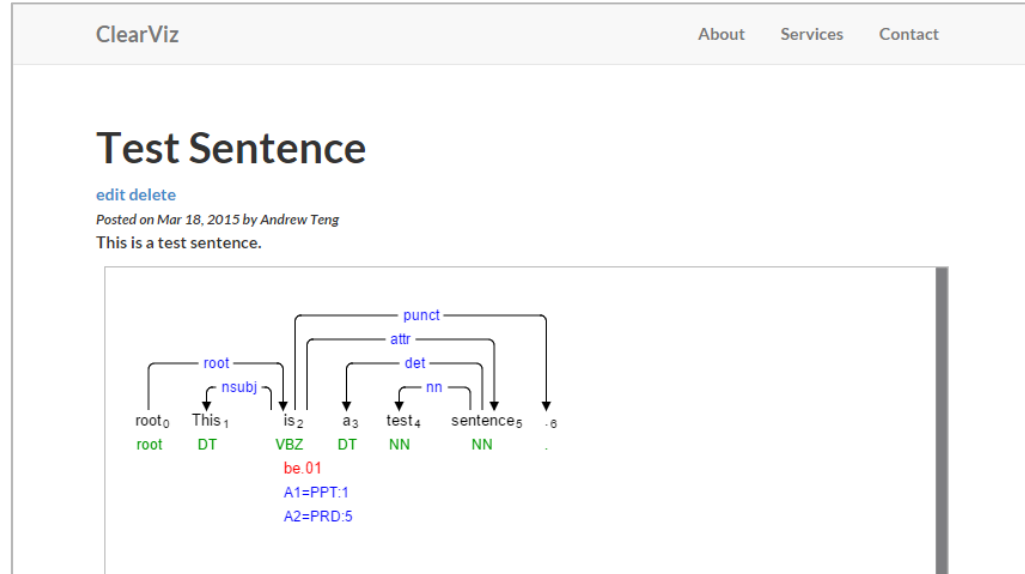 ClearViz About Services Contact
Test Sentence
edit delete
Posted on Mar 18, 2015 by Andrew Teng
This is a test sentence.
punct
attr
root det
nsubj nn
root0 This1 is2 a3 test4 sentence5 .6
root DT VBZ DT NN NN .
be.01
A1=PPT:1
A2=PRD:5